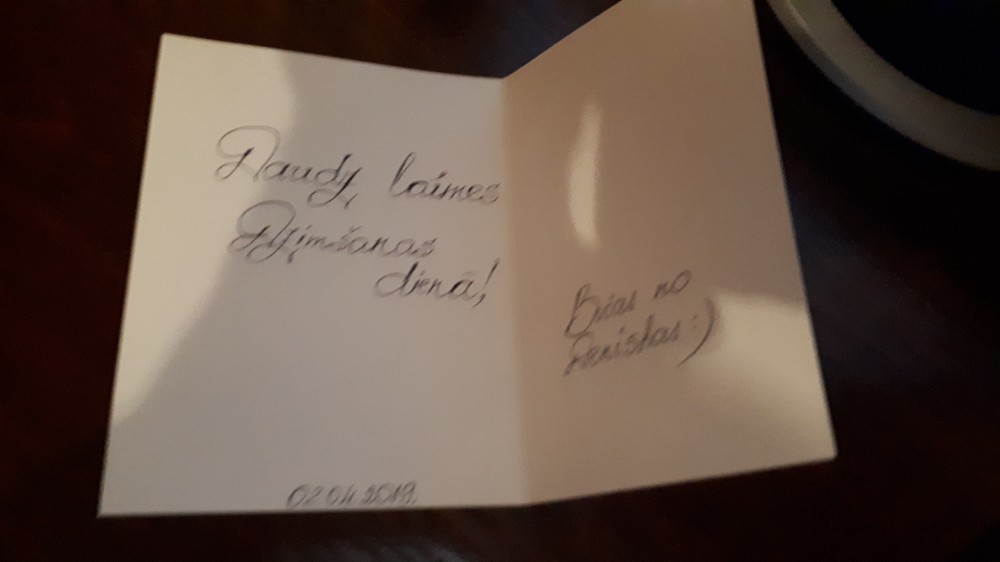 Daudz laimes
Dzimšanas
dienā!
02.04.2019.
no
:)